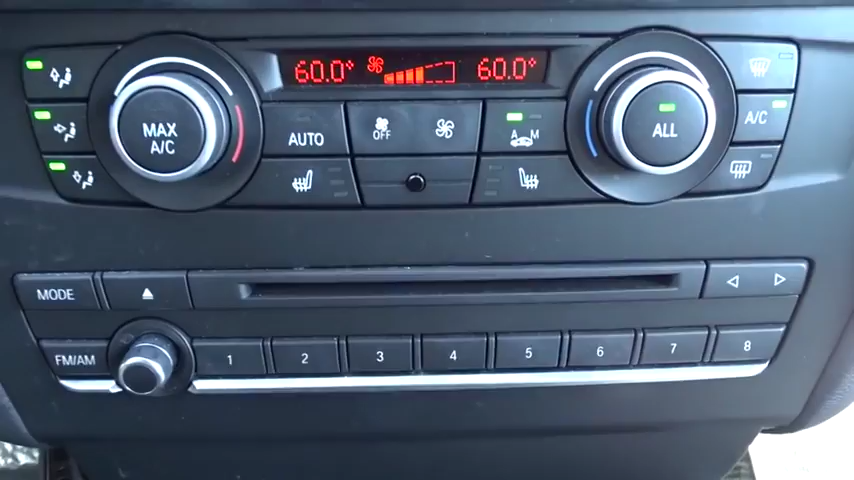 60.0° 60.0°
MAX
A/C
AUTO
OFF
A M
ALL
A/C
MODE
FM/AM
1 2 3 4 5 6 7 8